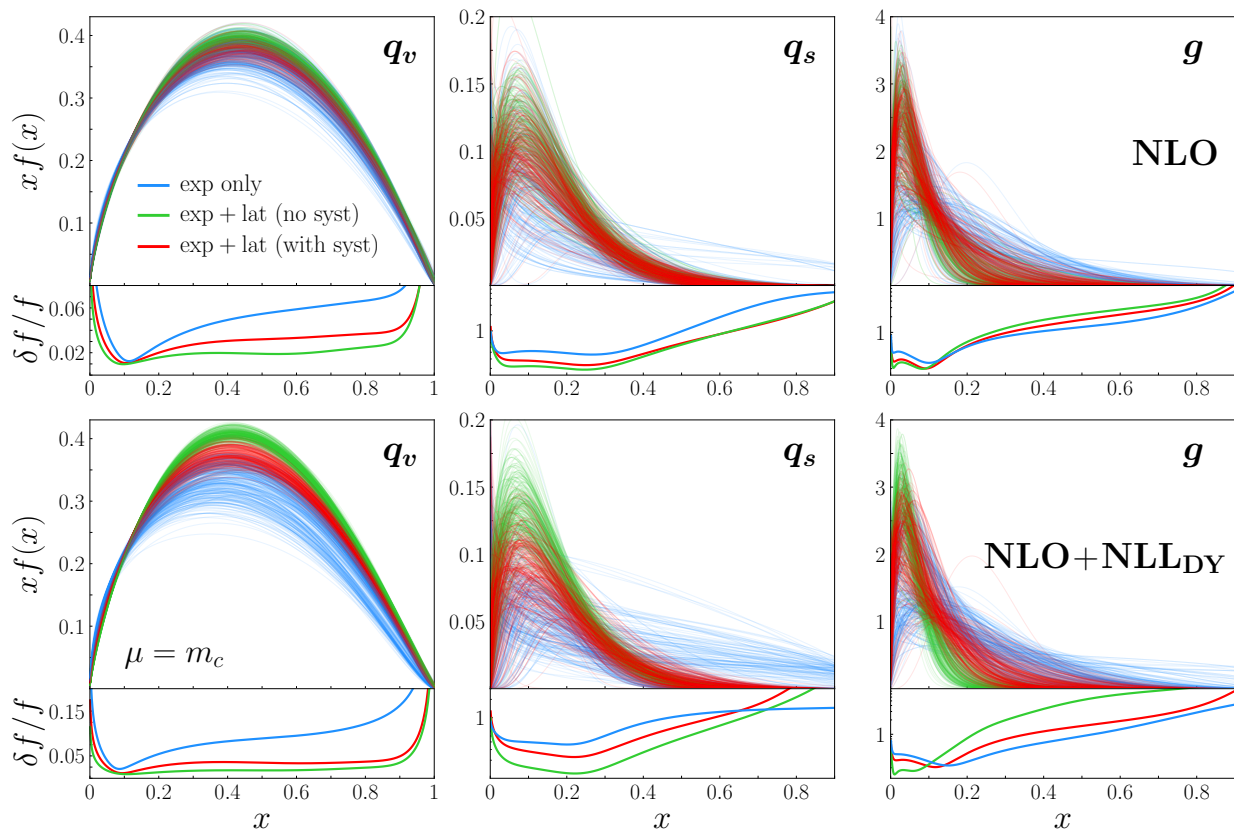 0.4
0.3
0.2
0.1
x f(x)
q_v
exp only
exp + lat (no syst)
exp + lat (with syst)
0.2
0.15
0.1
0.05
q_s
4
3
2
1
g
NLO
0.06
0.02
δf/f
0 0.2 0.4 0.6 0.8 1
1
0 0.2 0.4 0.6 0.8
1
0 0.2 0.4 0.6 0.8
0.4
0.3
0.2
0.1
x f(x)
q_v
μ = m_c
0.2
0.15
0.1
0.05
q_s
4
3
2
1
g
NLO+NLL_DY
0.15
0.05
δf/f
0 0.2 0.4 0.6 0.8 1
x
1
0 0.2 0.4 0.6 0.8
x
1
0 0.2 0.4 0.6 0.8
x